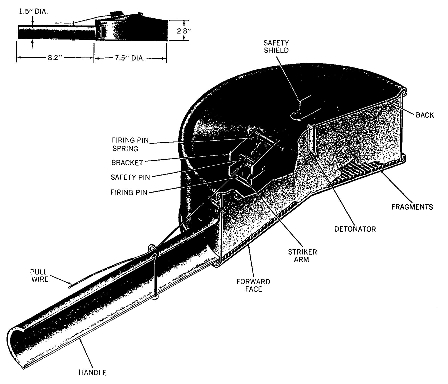 1.5" DIA.
2.8"
8.2"
7.5" DIA.
SAFETY
SHIELD
BACK
FIRING PIN
SPRING
BRACKET
SAFETY PIN
FIRING PIN
FRAGMENTS
DETONATOR
STRIKER
ARM
PULL
WIRE
FORWARD
FACE
HANDLE